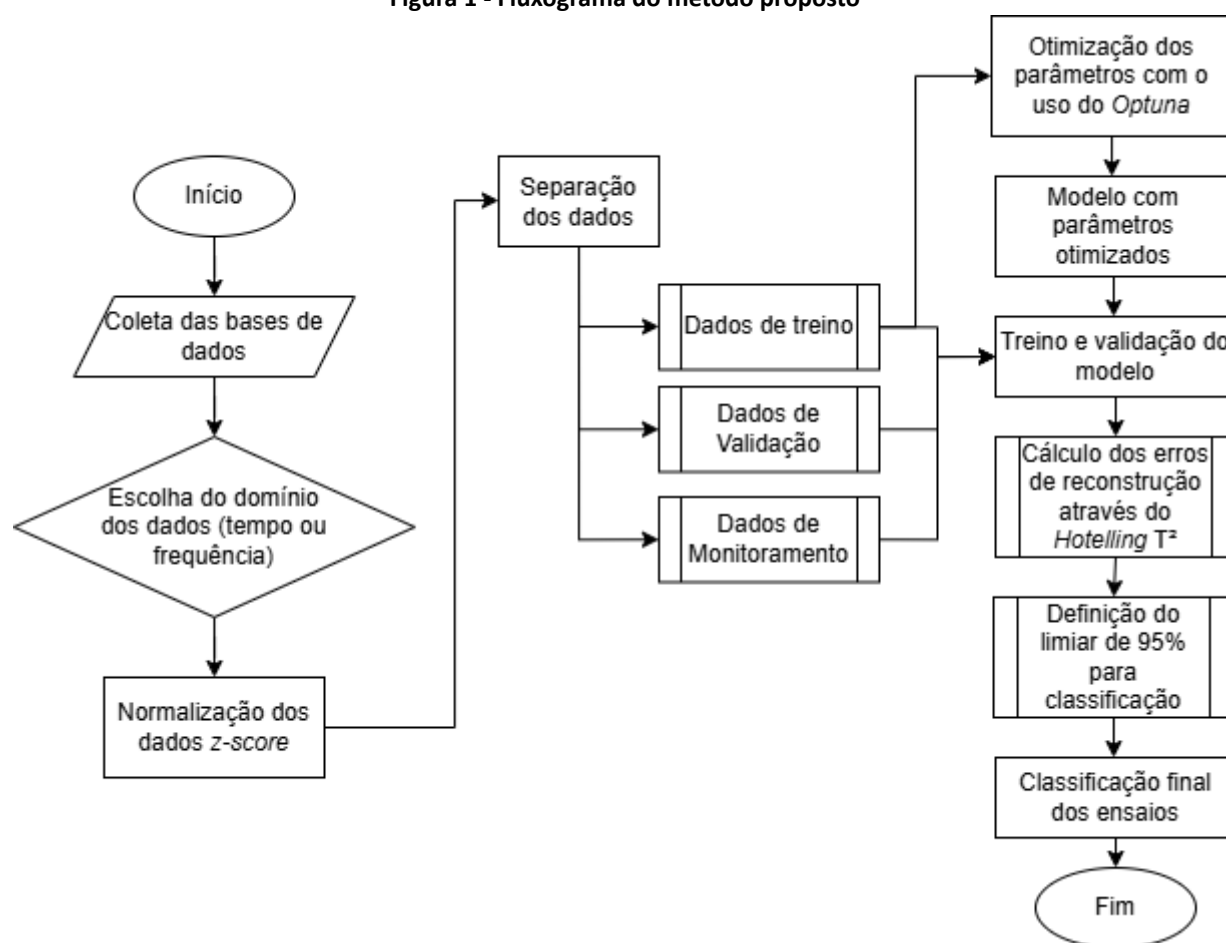 Figura 1 - Fluxograma do método proposto
Início
Coleta das bases de
dados
Escolha do domínio
dos dados (tempo ou
frequência)
Normalização dos
dados z-score
Separação
dos dados
Dados de treino
Dados de
Validação
Dados de
Monitoramento
Otimização dos
parâmetros com o
uso do Optuna
Modelo com
parâmetros
otimizados
Treino e validação do
modelo
Cálculo dos erros
de reconstrução
através do
Hotelling T²
Definição do
limiar de 95%
para
classificação
Classificação final
dos ensaios
Fim